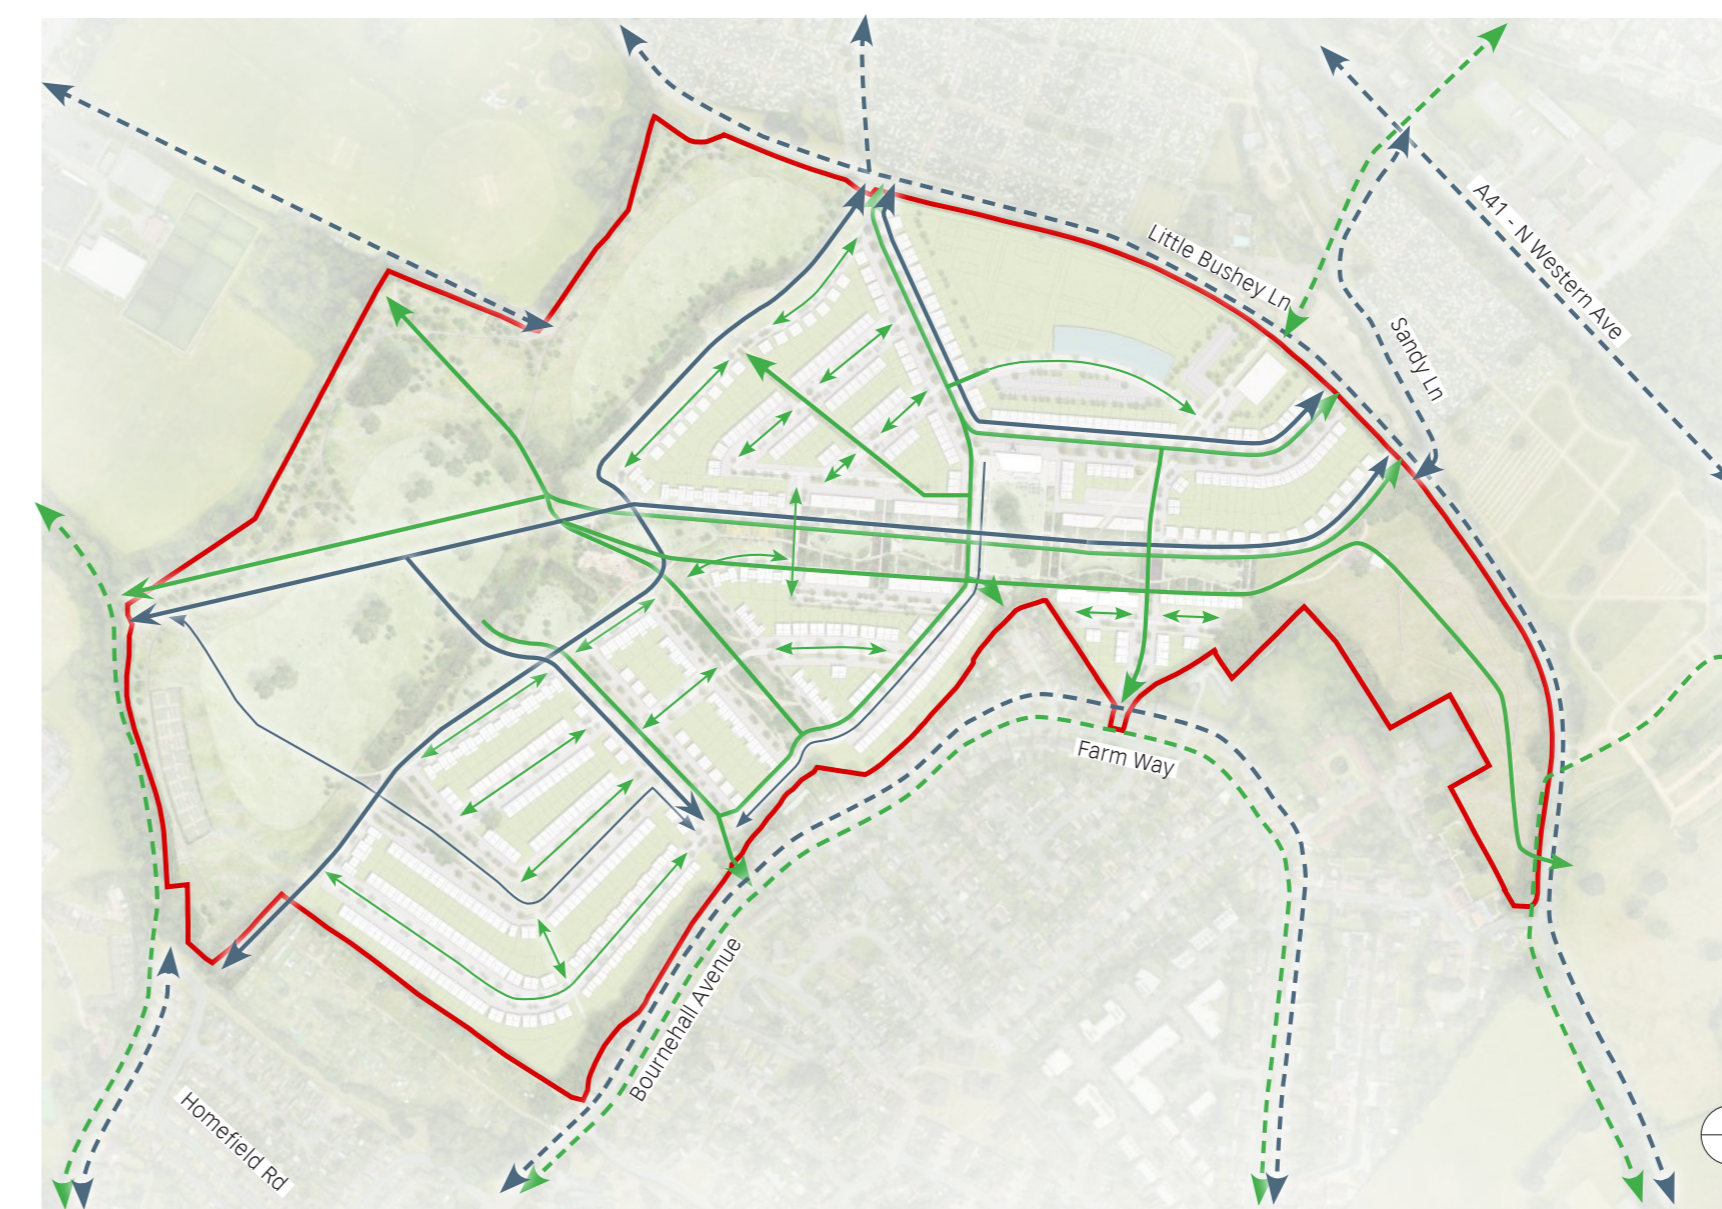 A41 - N Western Ave
Little Bushey Ln
Sandy Ln
Farm Way
Bournehall Avenue
Homefield Rd